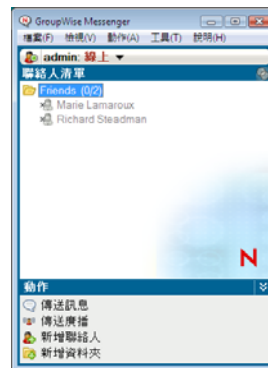 GroupWise Messenger
檔案(F) 檢視(V) 動作(A) 工具(T) 說明(H)
admin: 線上
聯絡人清單
Friends (0/2)
Marie Lamaroux
Richard Steadman
N
動作
傳送訊息
傳送廣播
新增聯絡人
新增資料夾